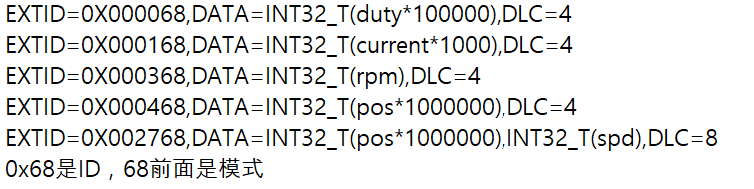 EXTID=0X000068,DATA=INT32_T(duty*100000),DLC=4
EXTID=0X000168,DATA=INT32_T(current*1000),DLC=4
EXTID=0X000368,DATA=INT32_T(rpm),DLC=4
EXTID=0X000468,DATA=INT32_T(pos*1000000),DLC=4
EXTID=0X002768,DATA=INT32_T(pos*1000000),INT32_T(spd),DLC=8
0x68是ID，68前面是模式